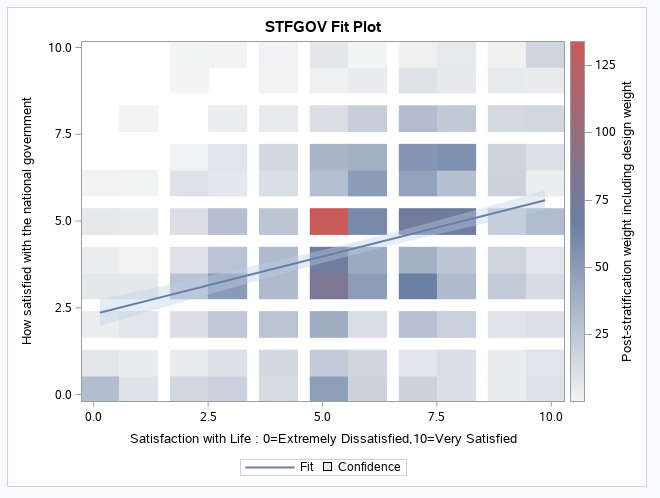 STFGOV Fit Plot
10.0
7.5
5.0
2.5
0.0
How satisfied with the national government
0.0 2.5 5.0 7.5 10.0
Satisfaction with Life : 0=Extremely Dissatisfied,10=Very Satisfied
125
100
75
50
25
Post-stratification weight including design weight
Fit Confidence